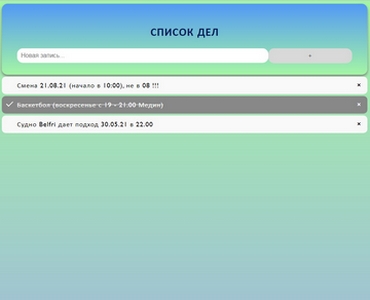 СПИСОК ДЕЛ
Новая запись...
+
Смена 21.08.21 (начало в 10:00), не в 08 !!! ×
Баскетбол (воскресенье с 19 - 21:00 Медик) ×
Судно Belfri дает подход 30.05.21 в 22.00 ×